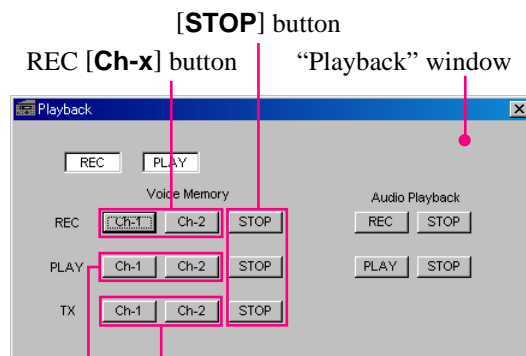 [STOP] button
REC [Ch-x] button “Playback” window
Playback
REC PLAY
Voice Memory Audio Playback
REC Ch-1 Ch-2 STOP REC STOP
PLAY Ch-1 Ch-2 STOP PLAY STOP
TX Ch-1 Ch-2 STOP